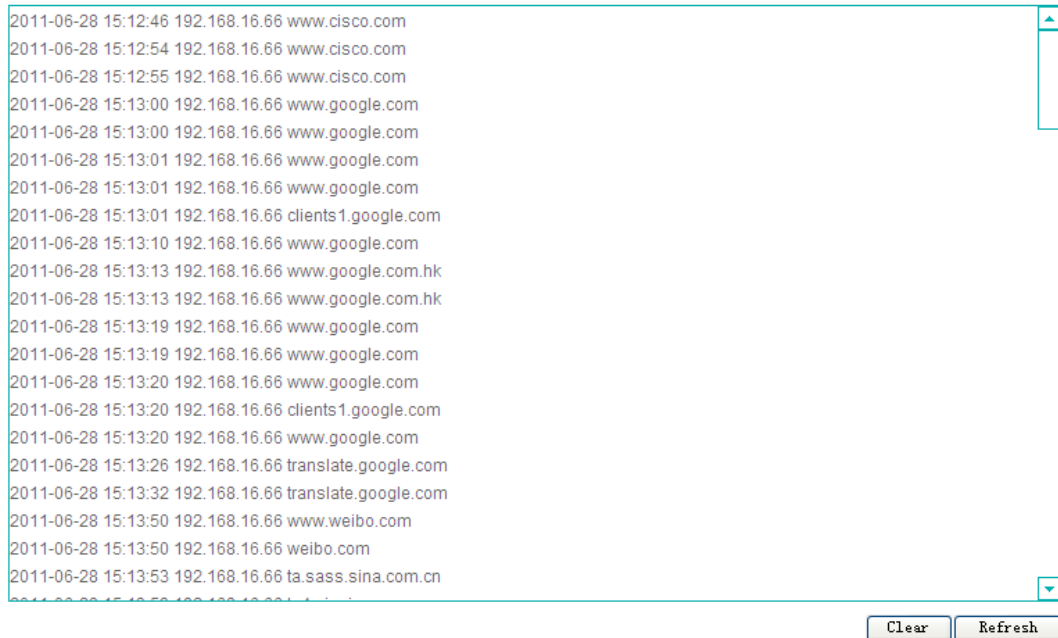 2011-06-28 15:12:46 192.168.16.66 www.cisco.com
2011-06-28 15:12:54 192.168.16.66 www.cisco.com
2011-06-28 15:12:55 192.168.16.66 www.cisco.com
2011-06-28 15:13:00 192.168.16.66 www.google.com
2011-06-28 15:13:00 192.168.16.66 www.google.com
2011-06-28 15:13:01 192.168.16.66 www.google.com
2011-06-28 15:13:01 192.168.16.66 www.google.com
2011-06-28 15:13:01 192.168.16.66 clients1.google.com
2011-06-28 15:13:10 192.168.16.66 www.google.com
2011-06-28 15:13:13 192.168.16.66 www.google.com.hk
2011-06-28 15:13:13 192.168.16.66 www.google.com.hk
2011-06-28 15:13:19 192.168.16.66 www.google.com
2011-06-28 15:13:19 192.168.16.66 www.google.com
2011-06-28 15:13:20 192.168.16.66 www.google.com
2011-06-28 15:13:20 192.168.16.66 clients1.google.com
2011-06-28 15:13:20 192.168.16.66 www.google.com
2011-06-28 15:13:26 192.168.16.66 translate.google.com
2011-06-28 15:13:32 192.168.16.66 translate.google.com
2011-06-28 15:13:50 192.168.16.66 www.weibo.com
2011-06-28 15:13:50 192.168.16.66 weibo.com
2011-06-28 15:13:53 192.168.16.66 ta.sass.sina.com.cn
Clear Refresh